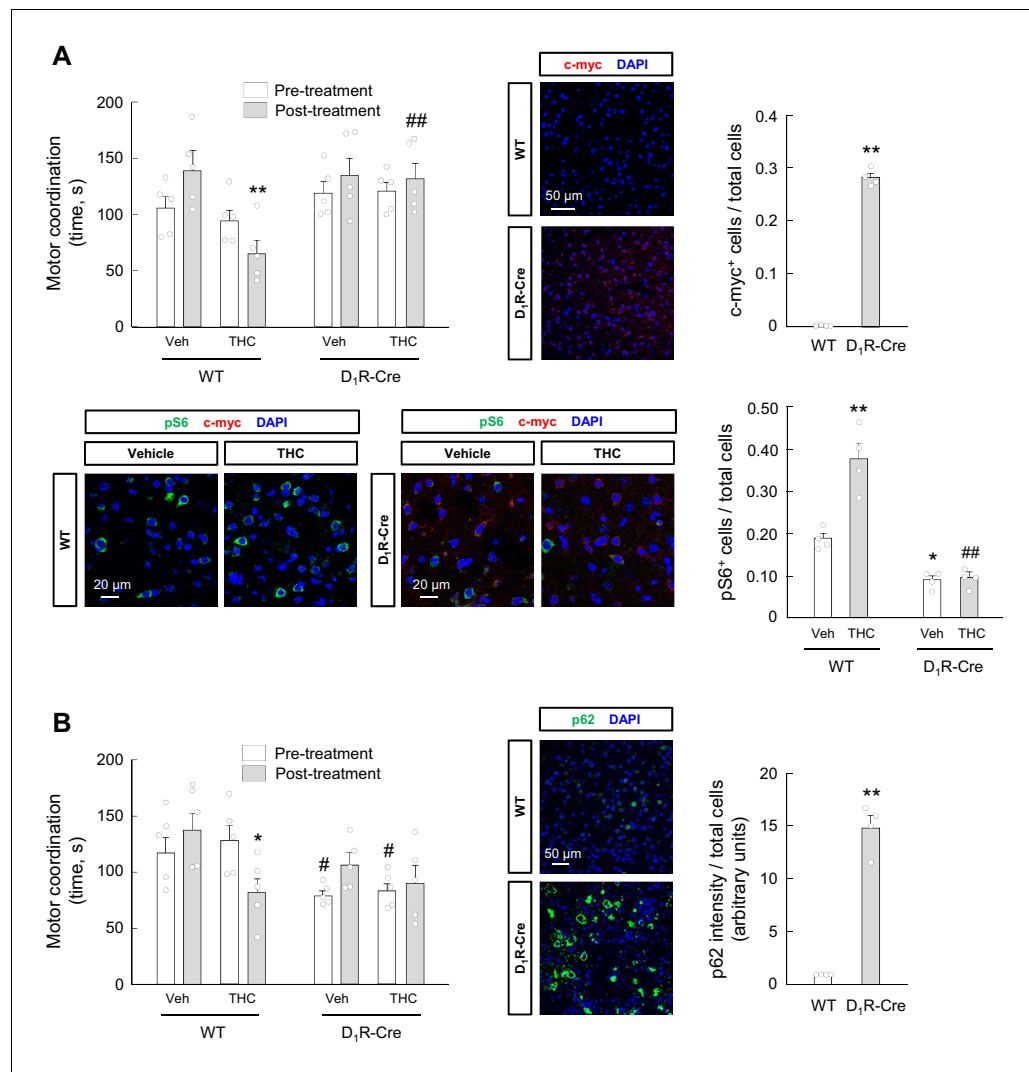 A
Pre-treatment
Post-treatment
Motor coordination
(time, s)
200
150
100
50
0
**
##
Veh THC Veh THC
WT D₁R-Cre
c-myc DAPI
WT
50 µm
D₁R-Cre
c-myc⁺ cells / total cells
0.4
0.3
0.2
0.1
0
**
WT D₁R-Cre
pS6 c-myc DAPI
Vehicle THC
WT
20 µm
pS6 c-myc DAPI
Vehicle THC
D₁R-Cre
20 µm
pS6⁺ cells / total cells
0.50
0.40
0.30
0.20
0.10
0
**
*
##
Veh THC Veh THC
WT D₁R-Cre
B
Pre-treatment
Post-treatment
Motor coordination
(time, s)
200
150
100
50
0
*
#
#
Veh THC Veh THC
WT D₁R-Cre
p62 DAPI
WT
50 µm
D₁R-Cre
p62 intensity / total cells
(arbitrary units)
20
15
10
5
0
**
WT D₁R-Cre